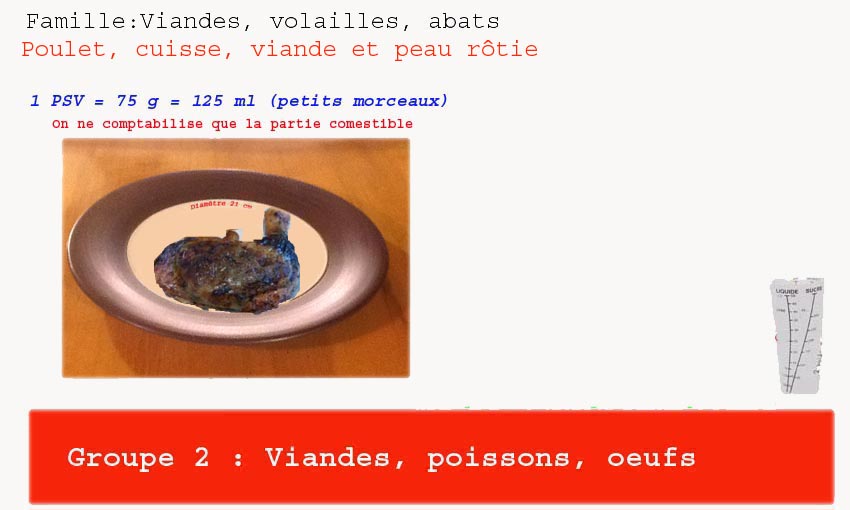 Famille:Viandes, volailles, abats
Poulet, cuisse, viande et peau rôtie
1 PSV = 75 g = 125 ml (petits morceaux)
On ne comptabilise que la partie comestible
Diamètre 21 cm
LIQUIDE SUCRE
Groupe 2 : Viandes, poissons, oeufs